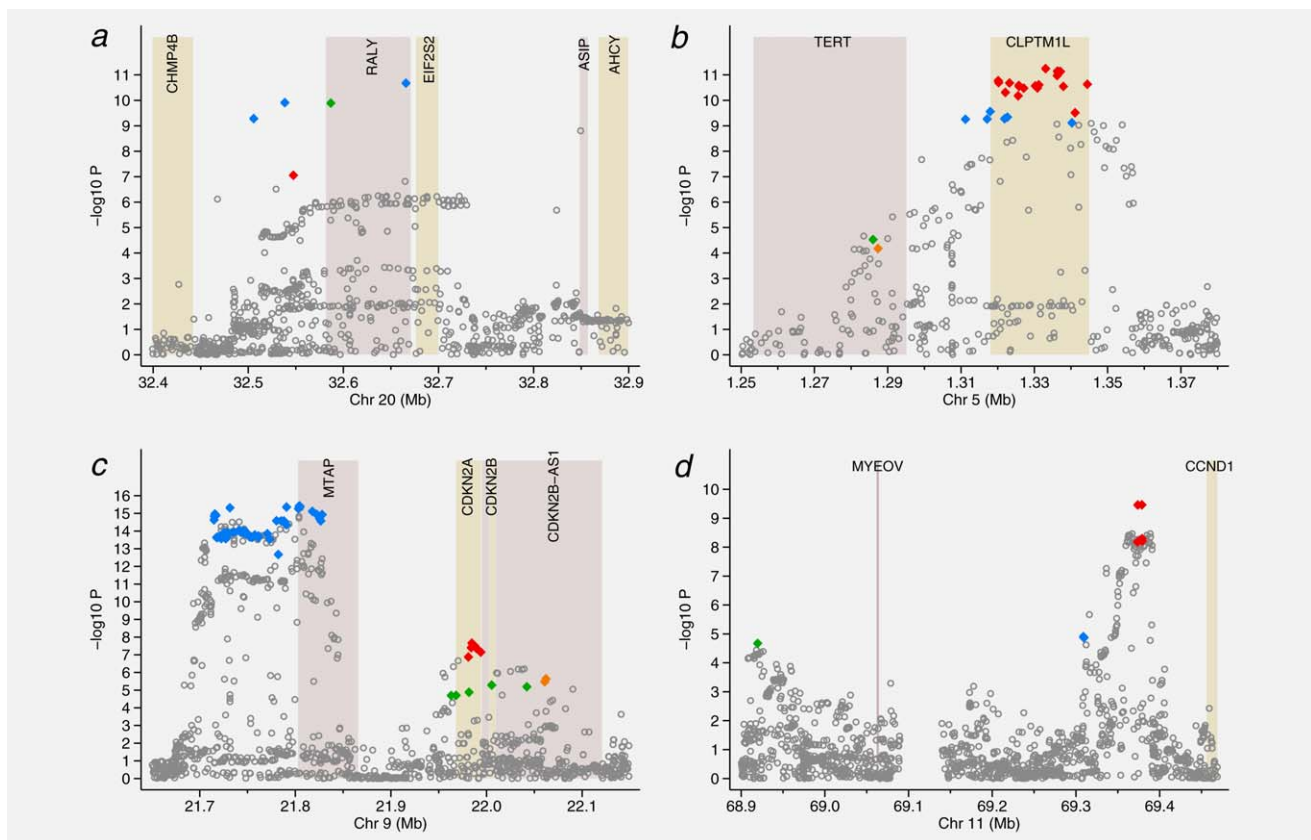 a
CHMP4B
RALY
EIF2S2
ASIP
AHCY
−log10 P
11
10
9
8
7
6
5
4
3
2
1
0
32.4 32.5 32.6 32.7 32.8 32.9
Chr 20 (Mb)
b
TERT
CLPTM1L
−log10 P
11
10
9
8
7
6
5
4
3
2
1
0
1.25 1.27 1.29 1.31 1.33 1.35 1.37
Chr 5 (Mb)
c
MTAP
CDKN2A
CDKN2B
CDKN2B−AS1
−log10 P
16
15
14
13
12
11
10
9
8
7
6
5
4
3
2
1
0
21.7 21.8 21.9 22.0 22.1
Chr 9 (Mb)
d
MYEOV
CCND1
−log10 P
10
9
8
7
6
5
4
3
2
1
0
68.9 69.0 69.1 69.2 69.3 69.4
Chr 11 (Mb)